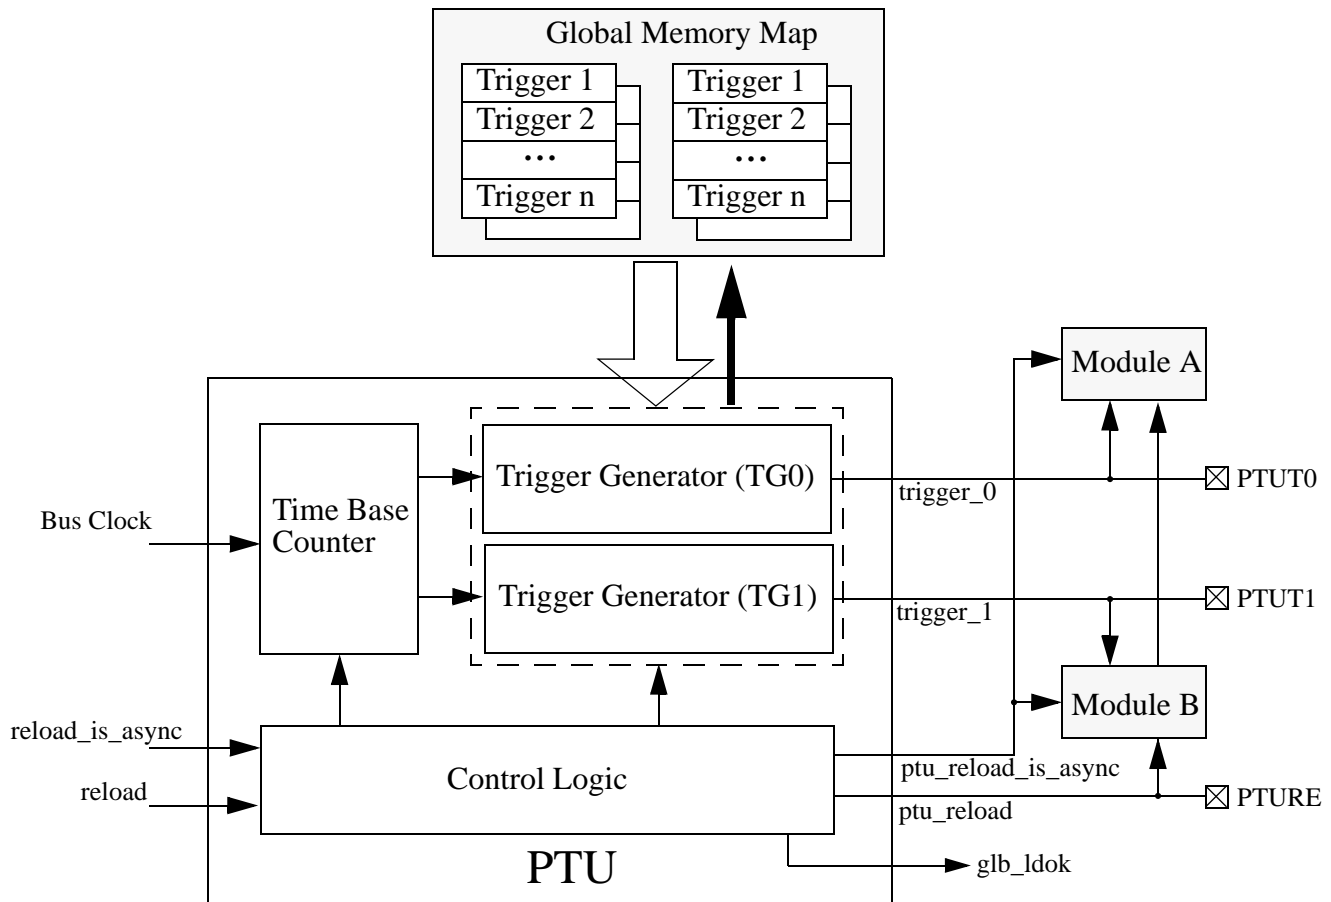 Global Memory Map
Trigger 1
Trigger 2
...
Trigger n
Trigger 1
Trigger 2
...
Trigger n
Module A
Trigger Generator (TG0)
trigger_0
PTUT0
Bus Clock
Time Base
Counter
Trigger Generator (TG1)
trigger_1
PTUT1
Module B
reload_is_async
reload
Control Logic
ptu_reload_is_async
ptu_reload
PTURE
glb_ldok
PTU